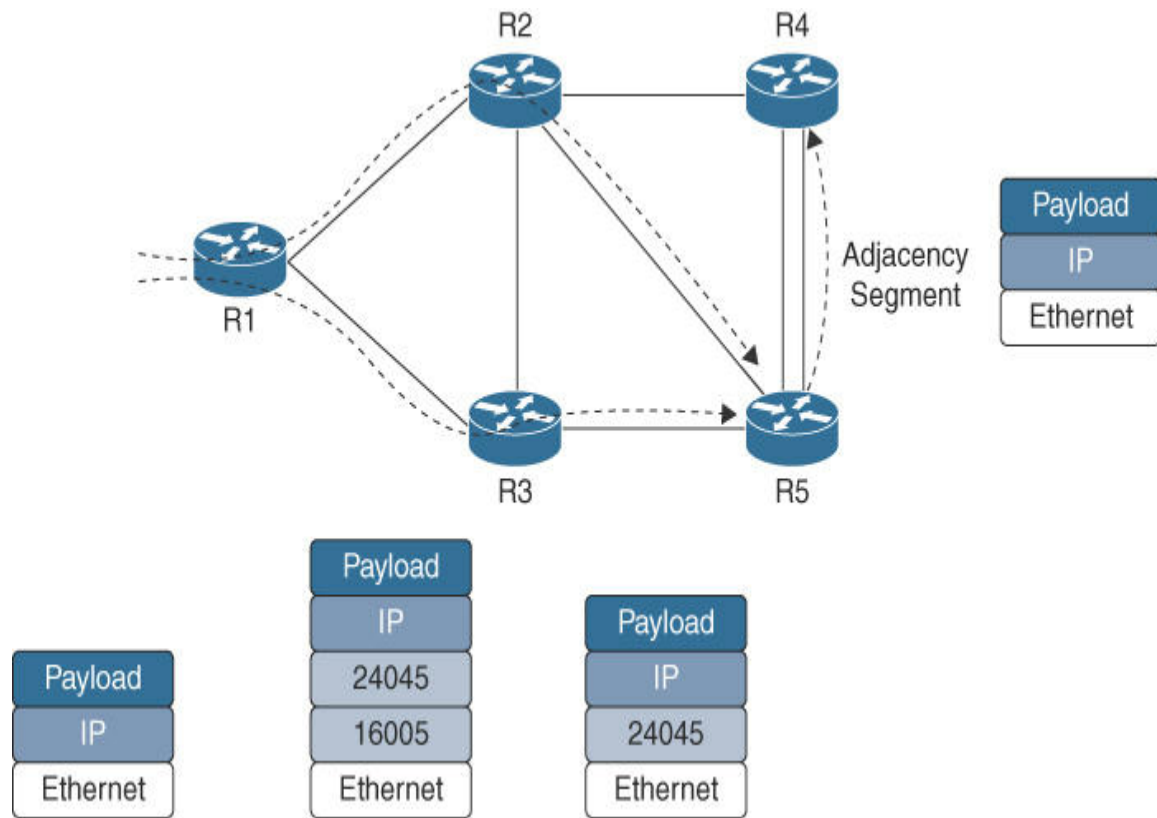 R2
R4
R1
Adjacency
Segment
Payload
IP
Ethernet
R3
R5
Payload
IP
Ethernet
Payload
IP
24045
16005
Ethernet
Payload
IP
24045
Ethernet